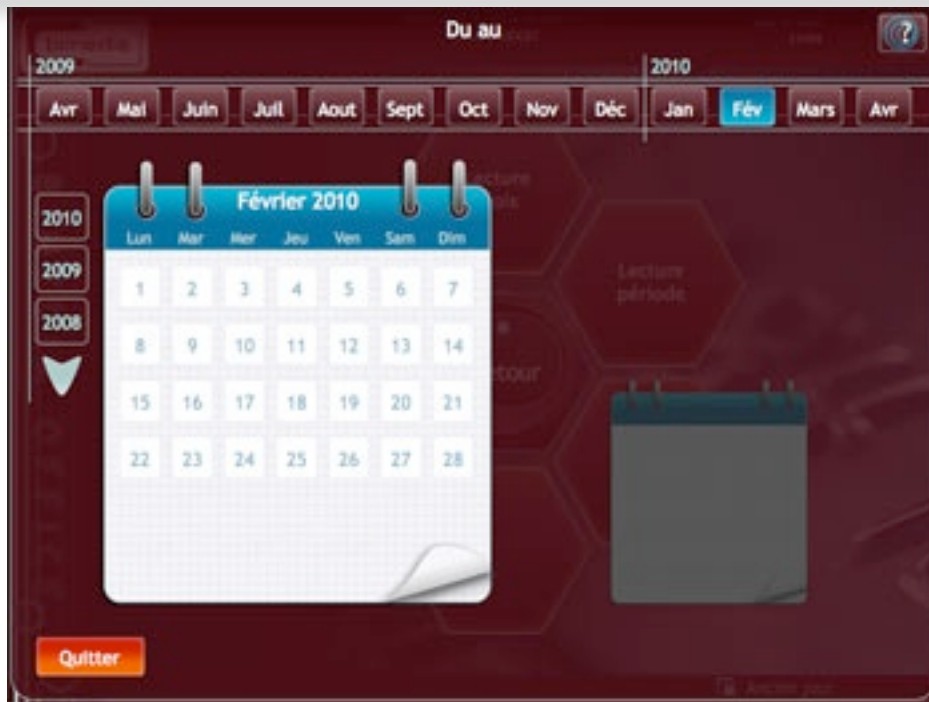 Du au
?
2009 2010
Avr Mai Juin Juil Aout Sept Oct Nov Déc Jan Fév Mars Avr
2010
2009
2008
Février 2010
Lun Mar Mer Jeu Ven Sam Dim
1 2 3 4 5 6 7
8 9 10 11 12 13 14
15 16 17 18 19 20 21
22 23 24 25 26 27 28
Lecture
période
Quitter